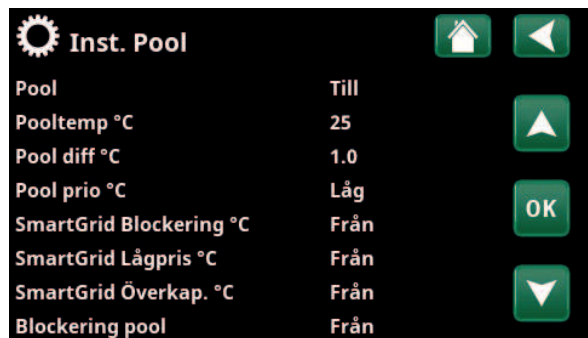 Inst. Pool
Pool Till
Pooltemp °C 25
Pool diff °C 1.0
Pool prio °C Låg
SmartGrid Blockering °C Från
SmartGrid Lågpris °C Från
SmartGrid Överkap. °C Från
Blockering pool Från
OK